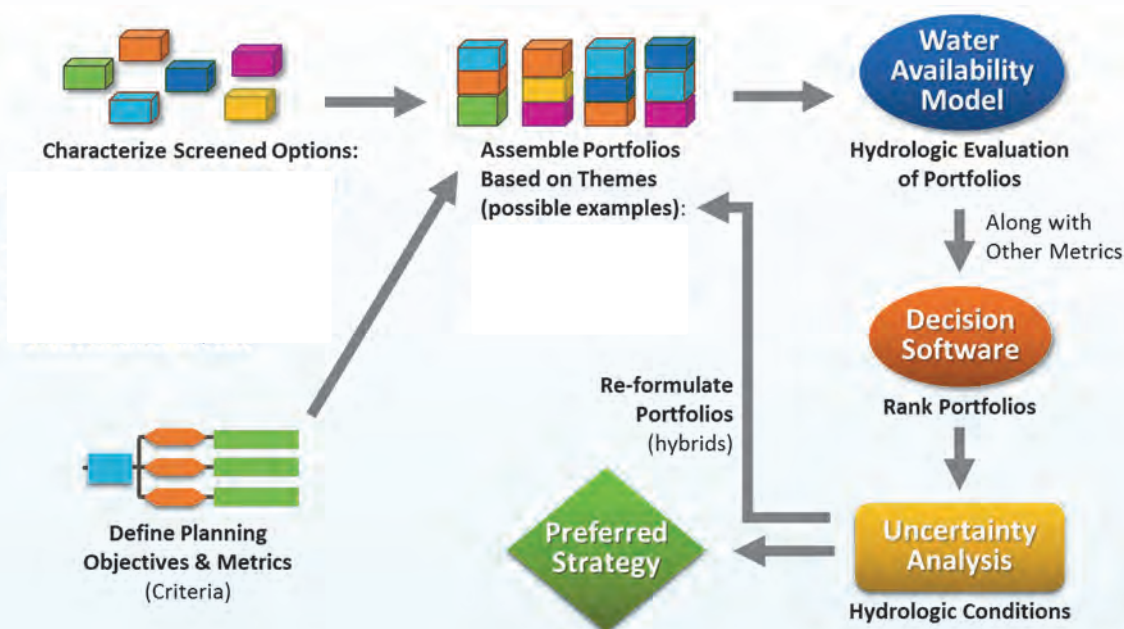 Characterize Screened Options:
Assemble Portfolios
Based on Themes
(possible examples):
Water
Availability
Model
Hydrologic Evaluation
of Portfolios
Along with
Other Metrics
Decision
Software
Rank Portfolios
Re-formulate
Portfolios
(hybrids)
Define Planning
Objectives & Metrics
(Criteria)
Preferred
Strategy
Uncertainty
Analysis
Hydrologic Conditions